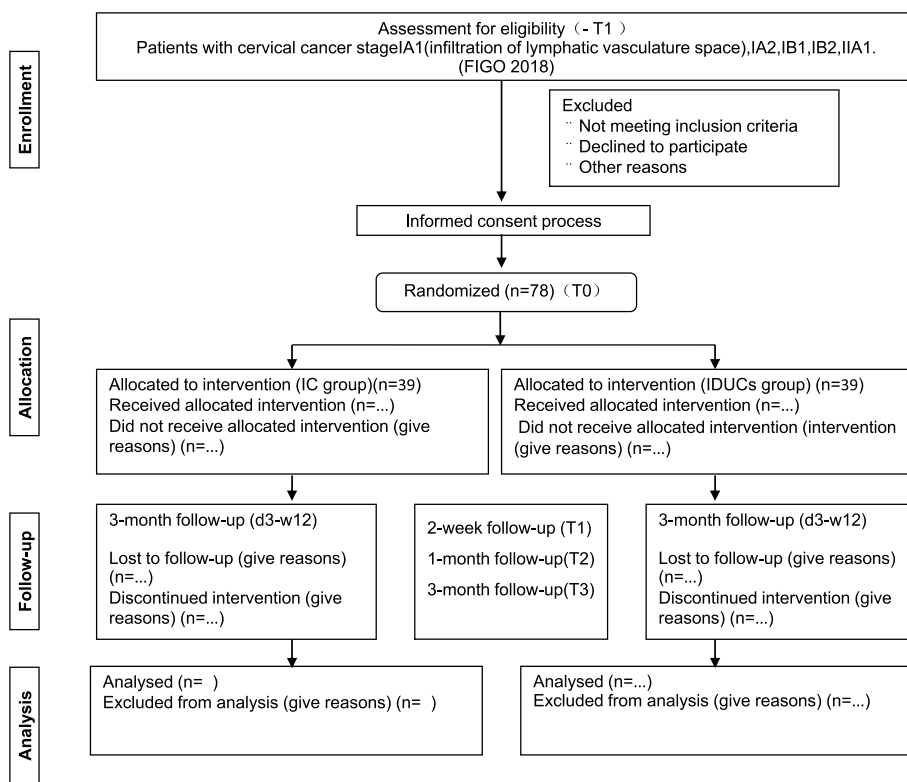 Enrollment
Assessment for eligibility（- T1 ）
Patients with cervical cancer stageIA1(infiltration of lymphatic vasculature space),IA2,IB1,IB2,IIA1.
(FIGO 2018)
Excluded
¨ Not meeting inclusion criteria
¨ Declined to participate
¨ Other reasons
Informed consent process
Randomized (n=78)（T0）
Allocation
Allocated to intervention (IC group)(n=39)
Received allocated intervention (n=...)
Did not receive allocated intervention (give
reasons) (n=...)
Allocated to intervention (IDUCs group) (n=39)
Received allocated intervention (n=...)
Did not receive allocated intervention (intervention
(give reasons) (n=...)
Follow-up
3-month follow-up (d3-w12)
Lost to follow-up (give reasons)
(n=...)
Discontinued intervention (give
reasons) (n=...)
2-week follow-up (T1)
1-month follow-up(T2)
3-month follow-up(T3)
3-month follow-up (d3-w12)
Lost to follow-up (give reasons)
(n=...)
Discontinued intervention (give
reasons) (n=...)
Analysis
Analysed (n= )
Excluded from analysis (give reasons) (n= )
Analysed (n=...)
Excluded from analysis (give reasons) (n=...)